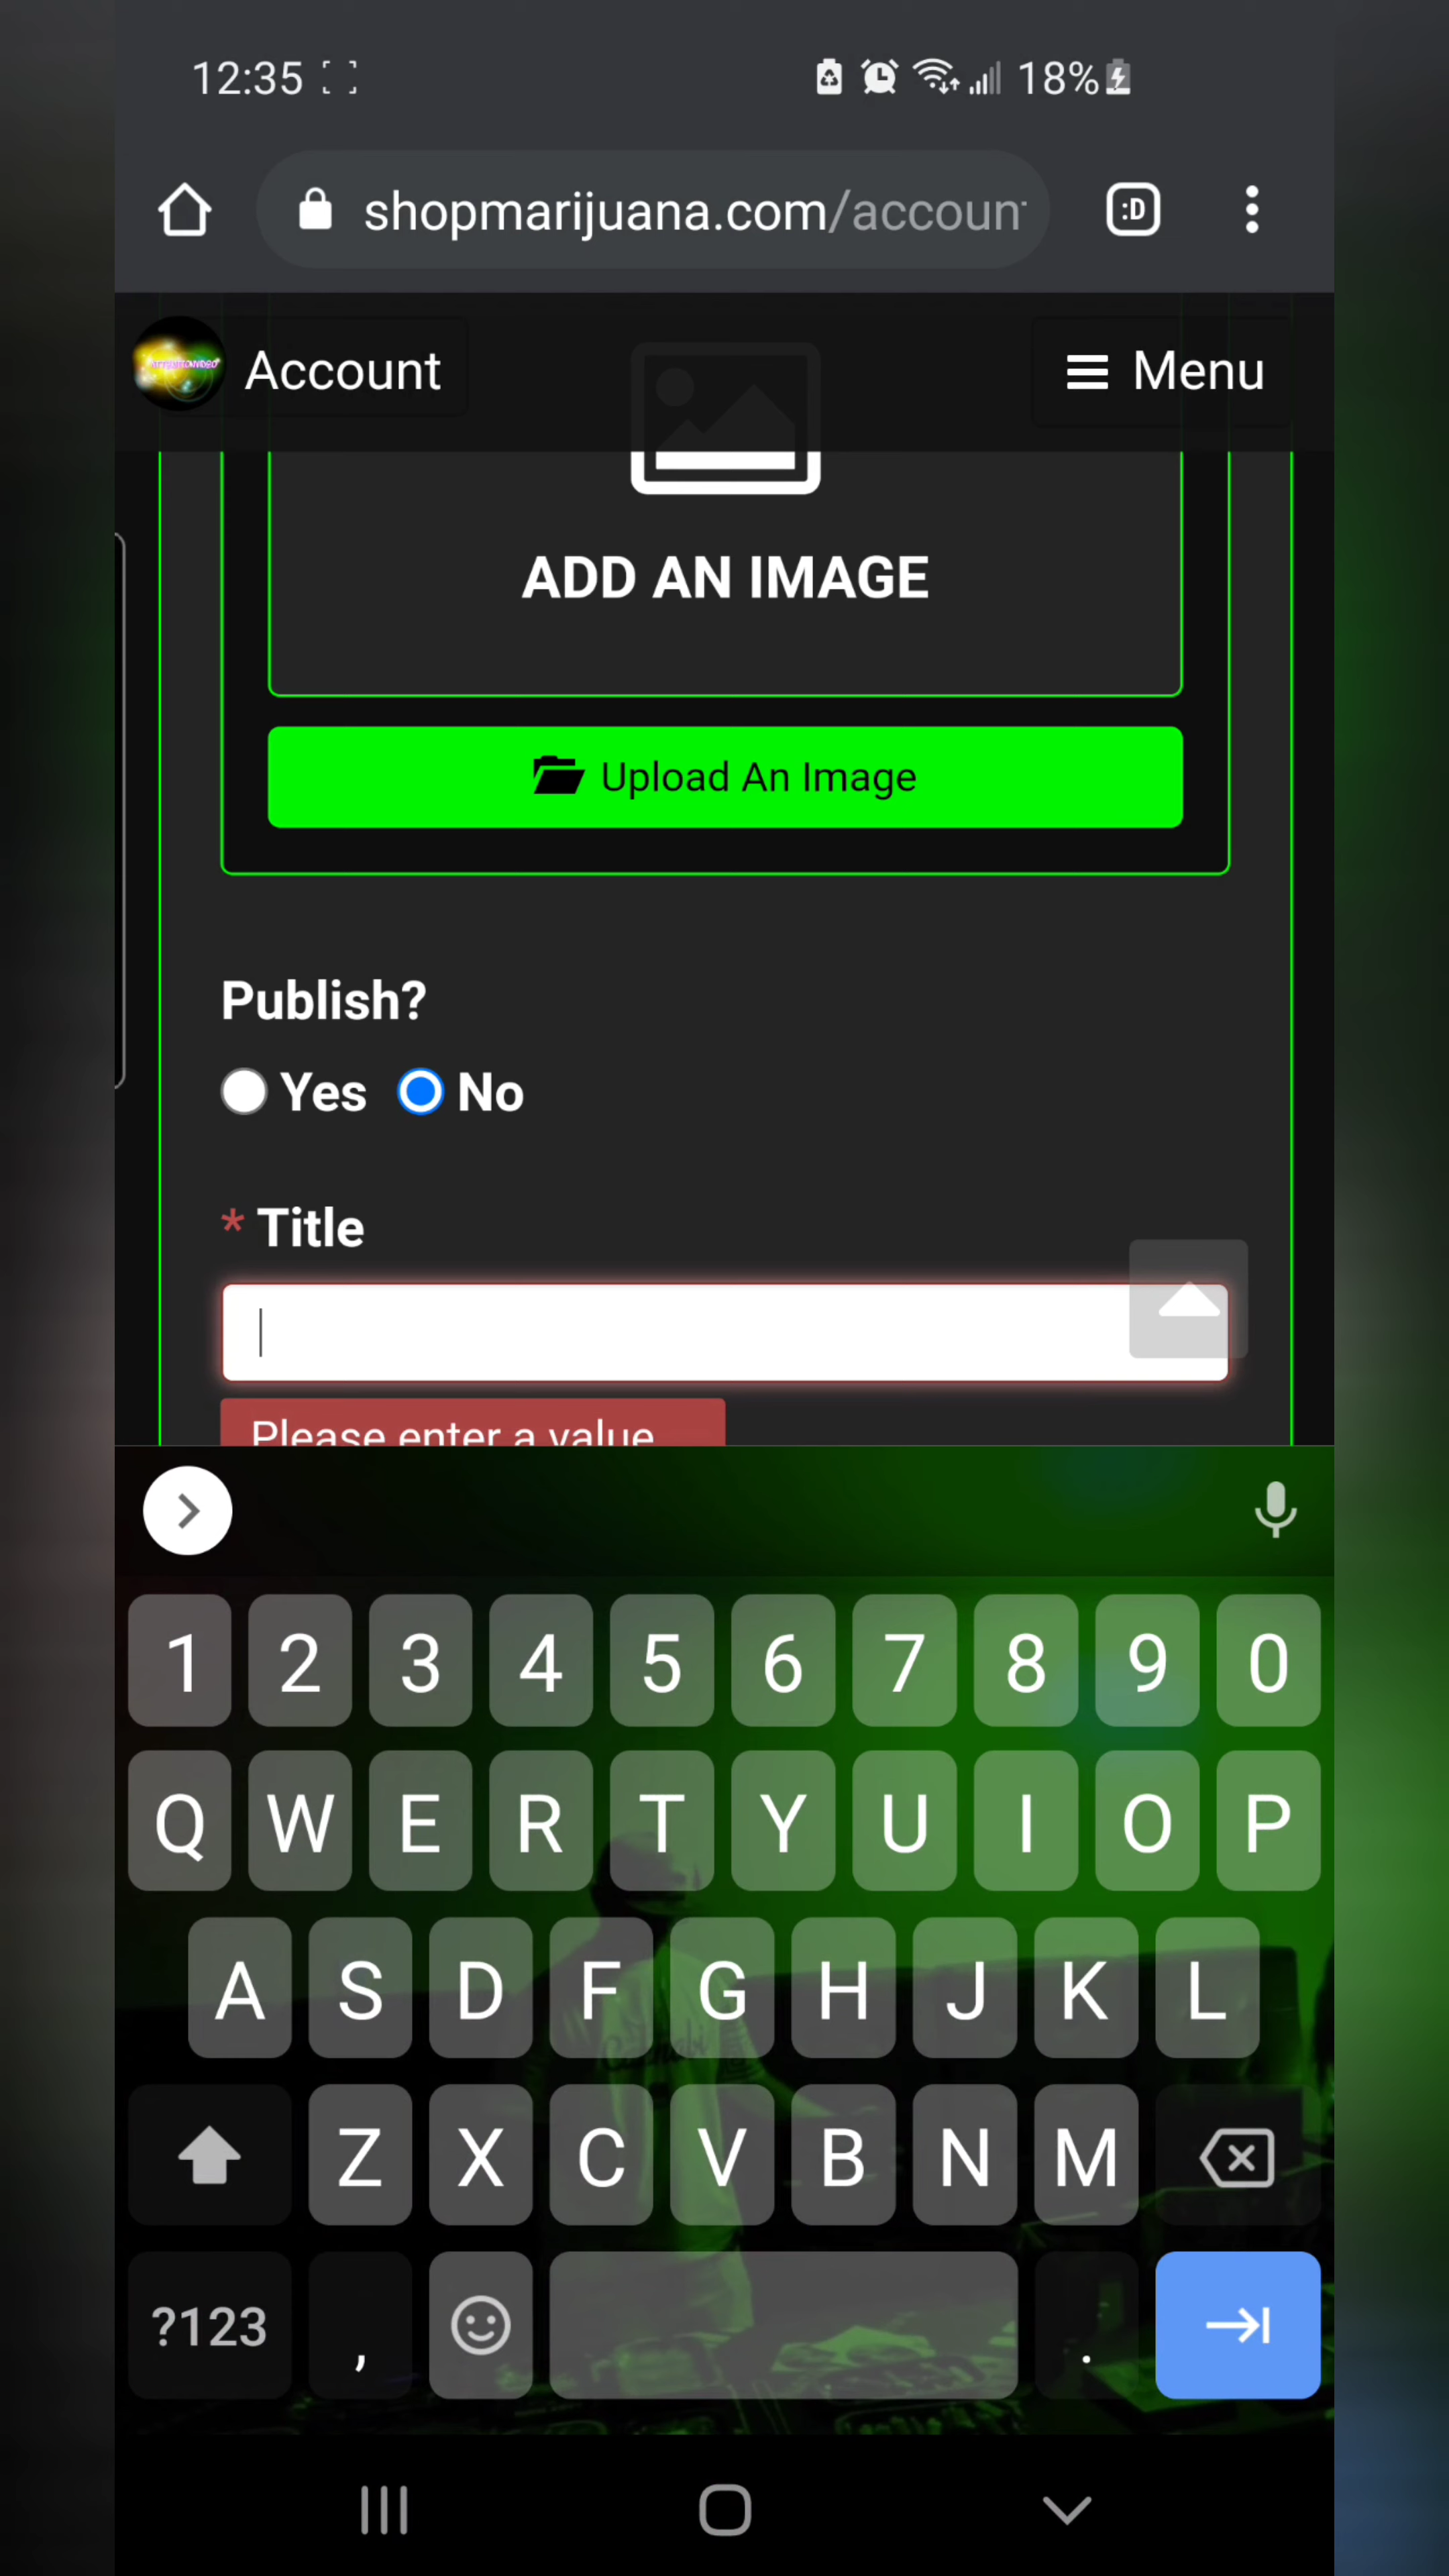 12:35
18%
shopmarijuana.com/accoun
:D
Account
Menu
ADD AN IMAGE
Upload An Image
Publish?
Yes No
* Title
Please enter a value
1 2 3 4 5 6 7 8 9 0
Q W E R T Y U I O P
A S D F G H J K L
Z X C V B N M
?123 , .